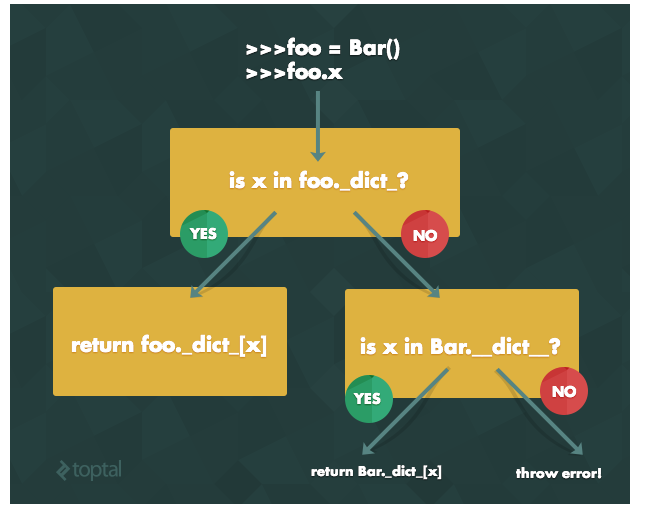 >>>foo = Bar()
>>>foo.x
is x in foo._dict_?
YES
NO
return foo._dict_[x]
is x in Bar.__dict__?
YES
NO
return Bar._dict_[x]
throw error!
toptal